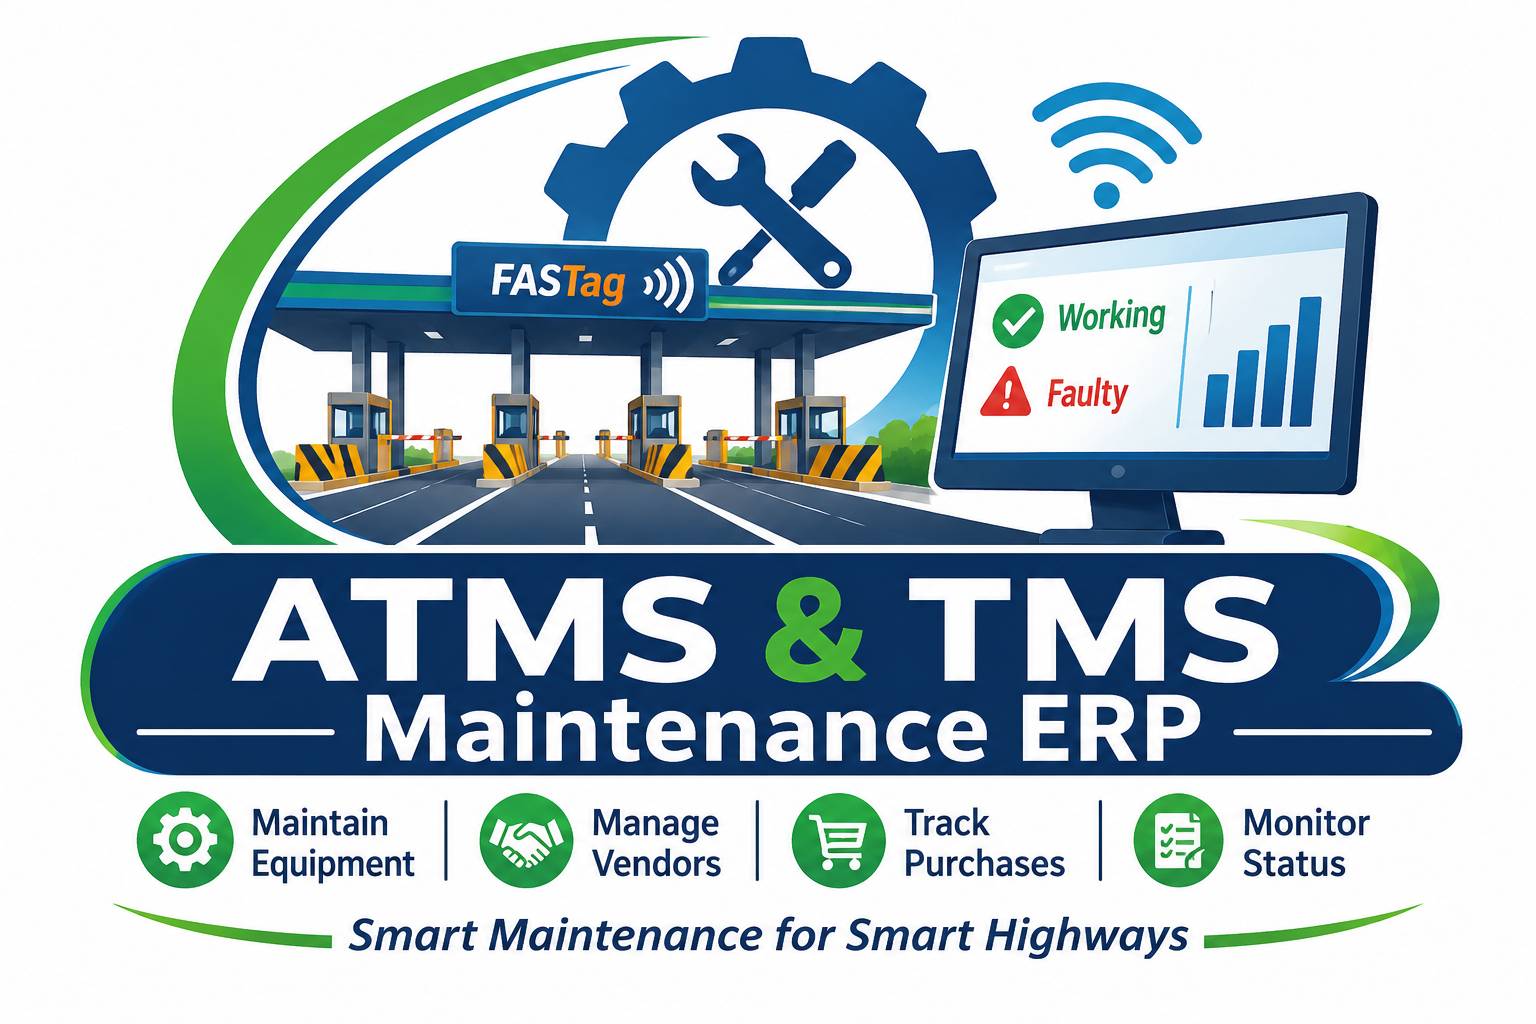 FASTag
Working
Faulty
ATMS & TMS
Maintenance ERP
Maintain
Equipment
Manage
Vendors
Track
Purchases
Monitor
Status
Smart Maintenance for Smart Highways